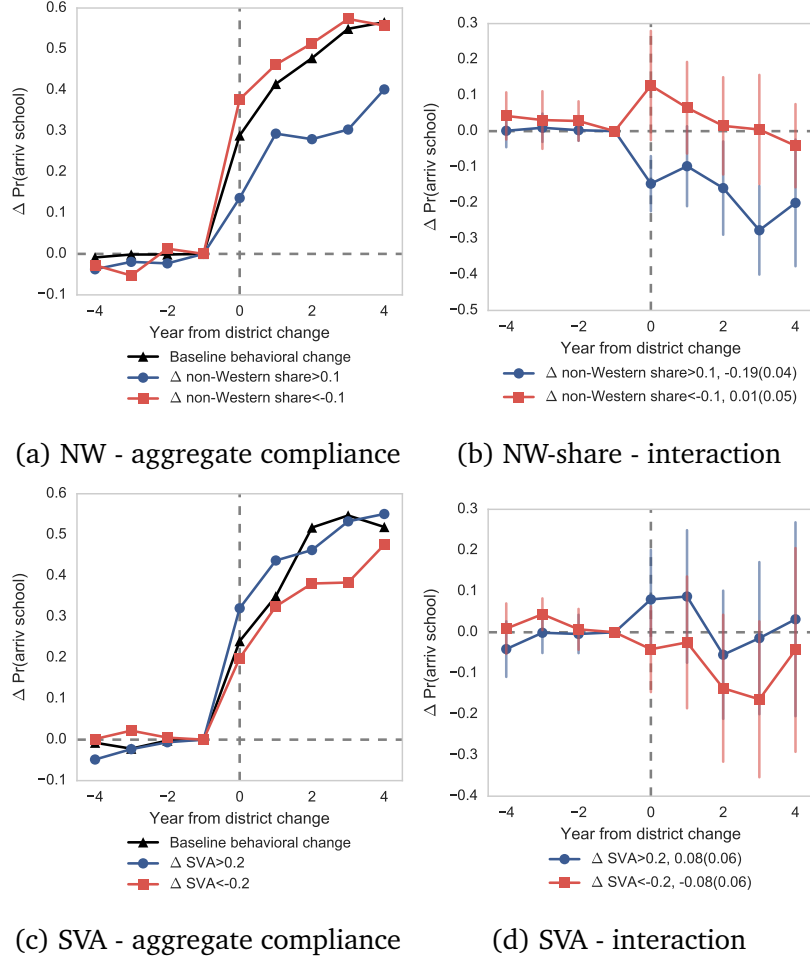 0.6
0.5
0.4
0.3
0.2
0.1
0.0
−0.1
Δ Pr(arriv school)
−4 −2 0 2 4
Year from district change
Baseline behavioral change
Δ non-Western share>0.1
Δ non-Western share<-0.1
(a) NW - aggregate compliance
0.3
0.2
0.1
0.0
−0.1
−0.2
−0.3
−0.4
−0.5
Δ Pr(arriv school)
−4 −2 0 2 4
Year from district change
Δ non-Western share>0.1, -0.19(0.04)
Δ non-Western share<-0.1, 0.01(0.05)
(b) NW-share - interaction
0.6
0.5
0.4
0.3
0.2
0.1
0.0
−0.1
Δ Pr(arriv school)
−4 −2 0 2 4
Year from district change
Baseline behavioral change
Δ SVA>0.2
Δ SVA<-0.2
(c) SVA - aggregate compliance
0.3
0.2
0.1
0.0
−0.1
−0.2
−0.3
−0.4
Δ Pr(arriv school)
−4 −2 0 2 4
Year from district change
Δ SVA>0.2, 0.08(0.06)
Δ SVA<-0.2, -0.08(0.06)
(d) SVA - interaction